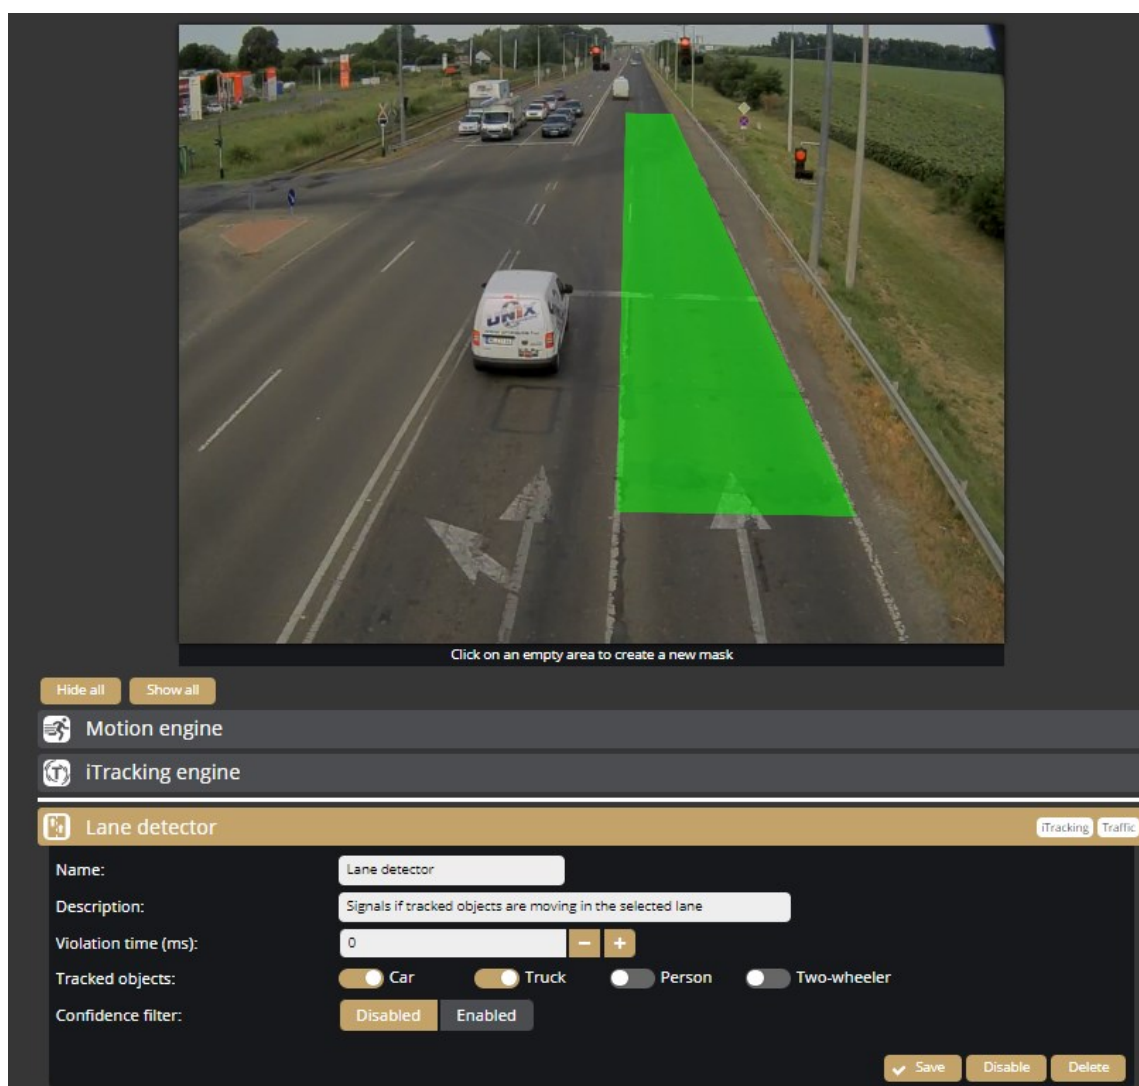 UNIX
Click on an empty area to create a new mask
Hide all Show all
Motion engine
iTracking engine
Lane detector iTracking Traffic
Name: Lane detector
Description: Signals if tracked objects are moving in the selected lane
Violation time (ms): 0 − +
Tracked objects: Car Truck Person Two-wheeler
Confidence filter: Disabled Enabled
Save Disable Delete